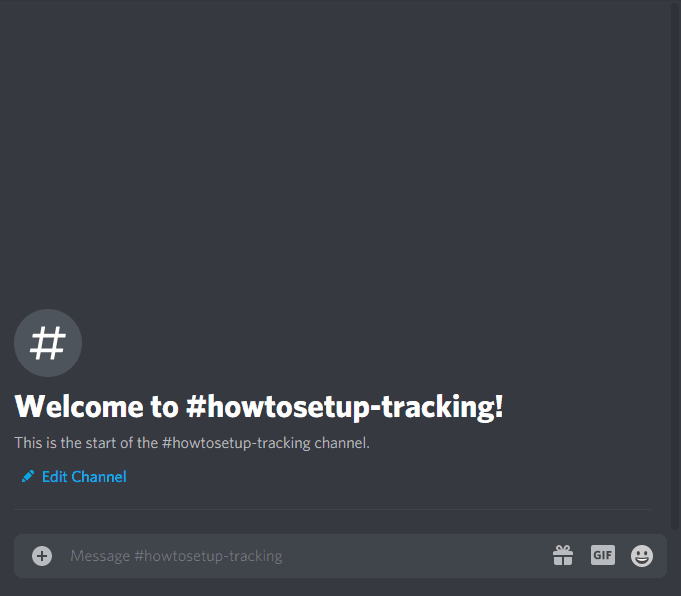 #
Welcome to #howtosetup-tracking!
This is the start of the #howtosetup-tracking channel.
Edit Channel
Message #howtosetup-tracking GIF